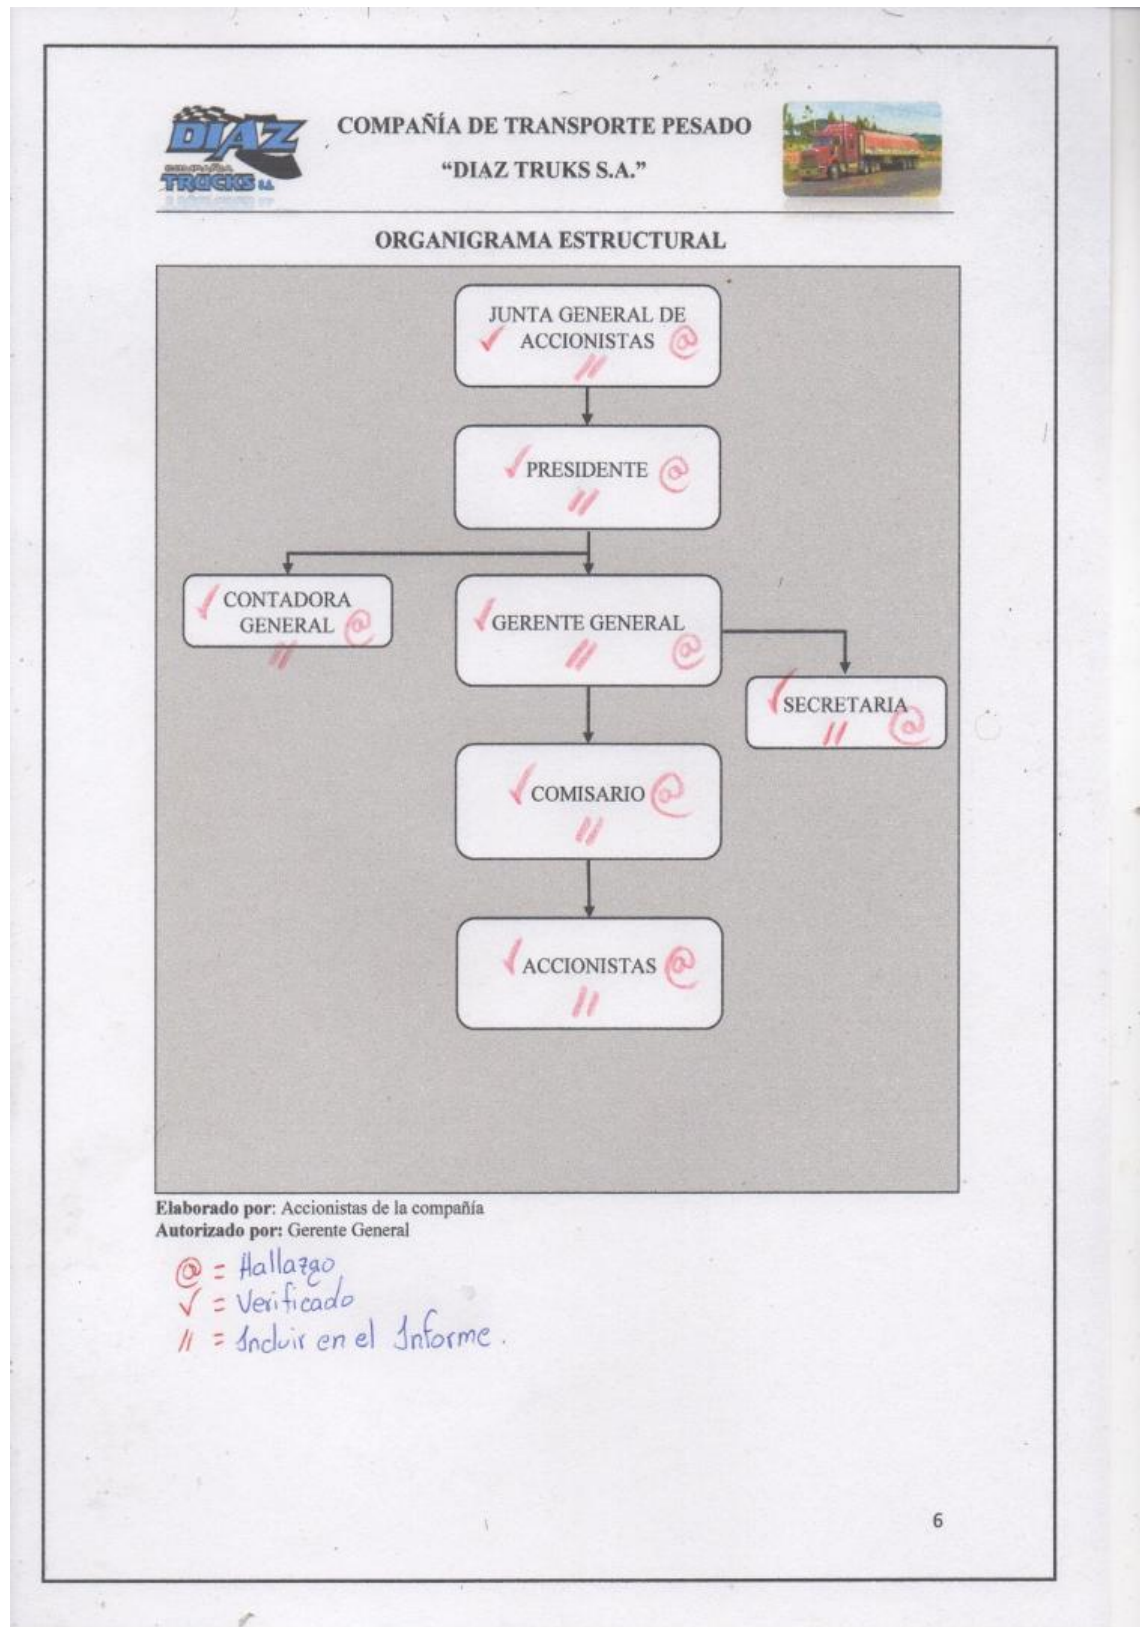 DIAZ
COMPAÑIA
TRUCKS S.A.
COMPAÑÍA DE TRANSPORTE PESADO
“DIAZ TRUKS S.A.”
ORGANIGRAMA ESTRUCTURAL
JUNTA GENERAL DE
✓ ACCIONISTAS @
//
✓ PRESIDENTE @
//
✓ CONTADORA
GENERAL @
//
✓ GERENTE GENERAL
// @
✓ SECRETARIA
// @
✓ COMISARIO @
//
✓ ACCIONISTAS @
//
Elaborado por: Accionistas de la compañía
Autorizado por: Gerente General
@ = Hallazgo
✓ = Verificado
// = Incluir en el Informe.
6